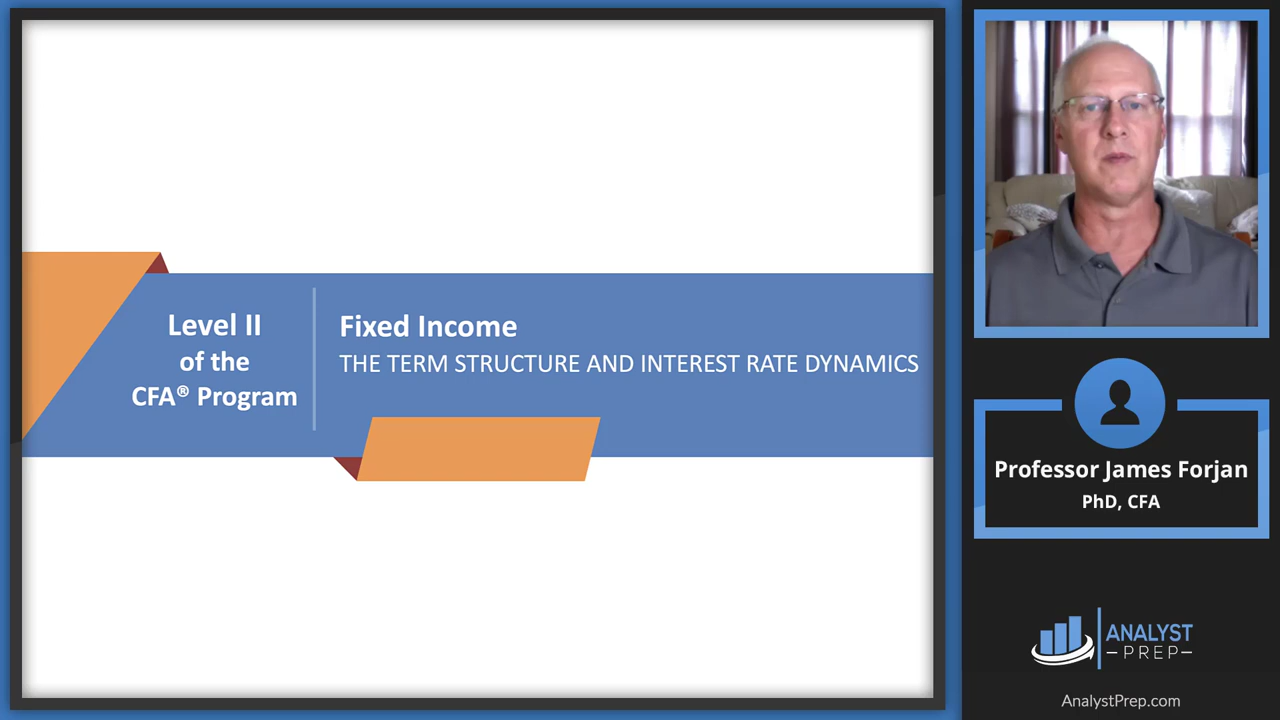 Level II
of the
CFA® Program
Fixed Income
THE TERM STRUCTURE AND INTEREST RATE DYNAMICS
Professor James Forjan
PhD, CFA
ANALYST
–PREP–
AnalystPrep.com